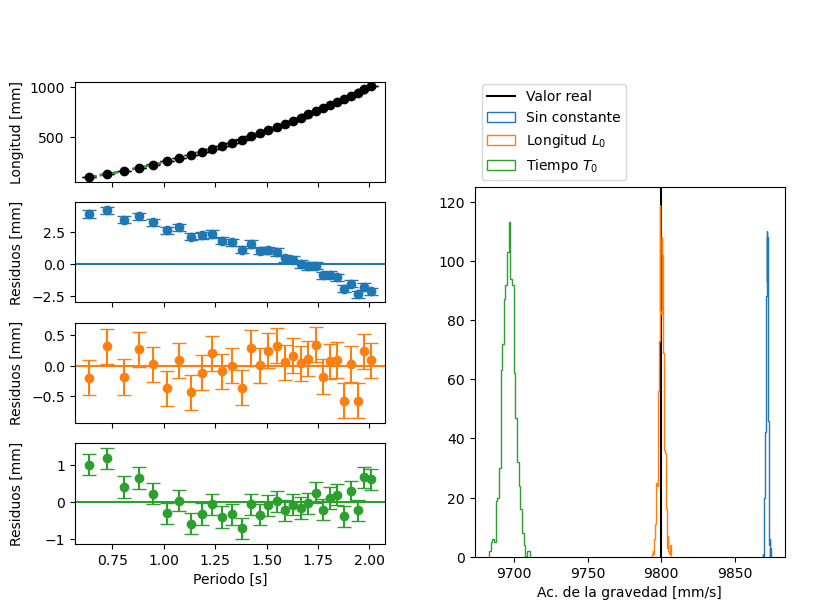 1000
500
Longitud [mm]
2.5
0.0
−2.5
Residuos [mm]
0.5
0.0
−0.5
Residuos [mm]
1
0
−1
Residuos [mm]
0.75 1.00 1.25 1.50 1.75 2.00
Periodo [s]
Valor real
Sin constante
Longitud L₀
Tiempo T₀
120
100
80
60
40
20
0
9700 9750 9800 9850
Ac. de la gravedad [mm/s]